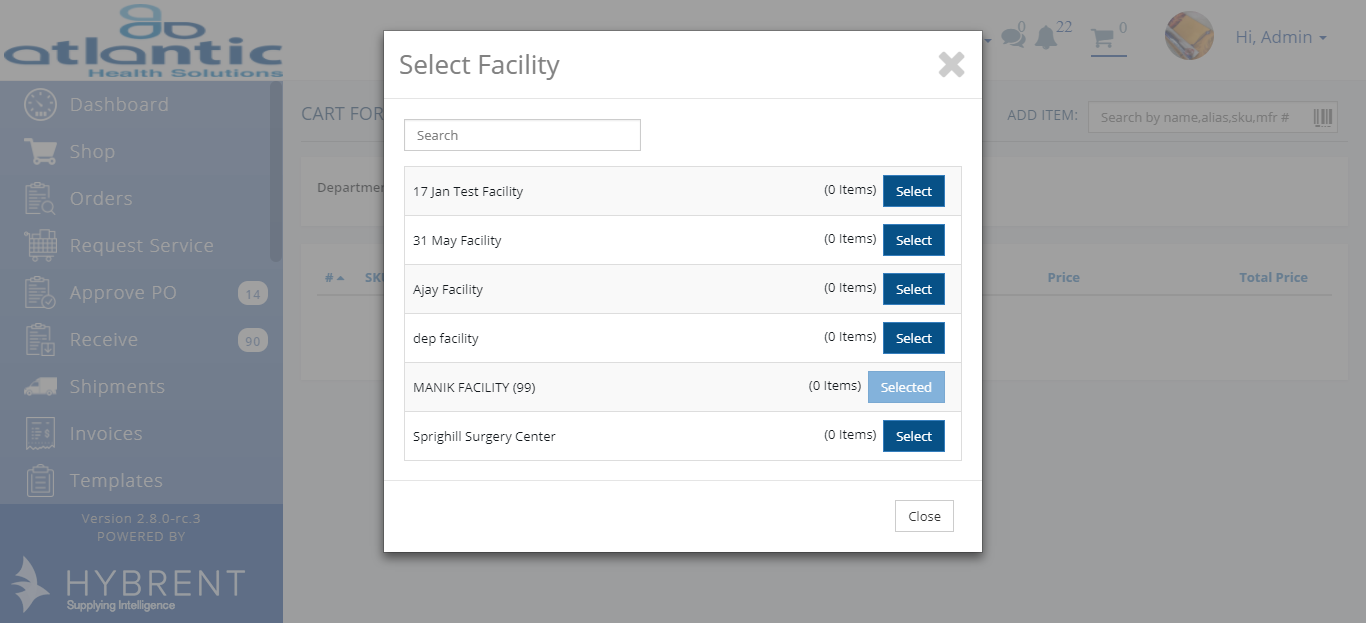 atlantic
Health Solutions
Dashboard
Shop
Orders
Request Service
Approve PO 14
Receive 90
Shipments
Invoices
Templates
Version 2.8.0-rc.3
POWERED BY
HYBRENT
Supplying Intelligence
0
22
0
Hi, Admin
CART FOR
ADD ITEM:
Search by name,alias,sku,mfr #
#
Price
Total Price
Select Facility
Search
17 Jan Test Facility (0 Items) Select
31 May Facility (0 Items) Select
Ajay Facility (0 Items) Select
dep facility (0 Items) Select
MANIK FACILITY (99) (0 Items) Selected
Sprighill Surgery Center (0 Items) Select
Close